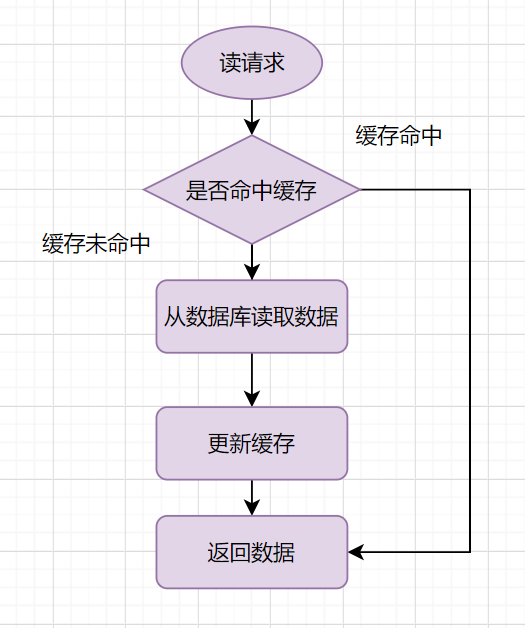 读请求
缓存命中
是否命中缓存
缓存未命中
从数据库读取数据
更新缓存
返回数据